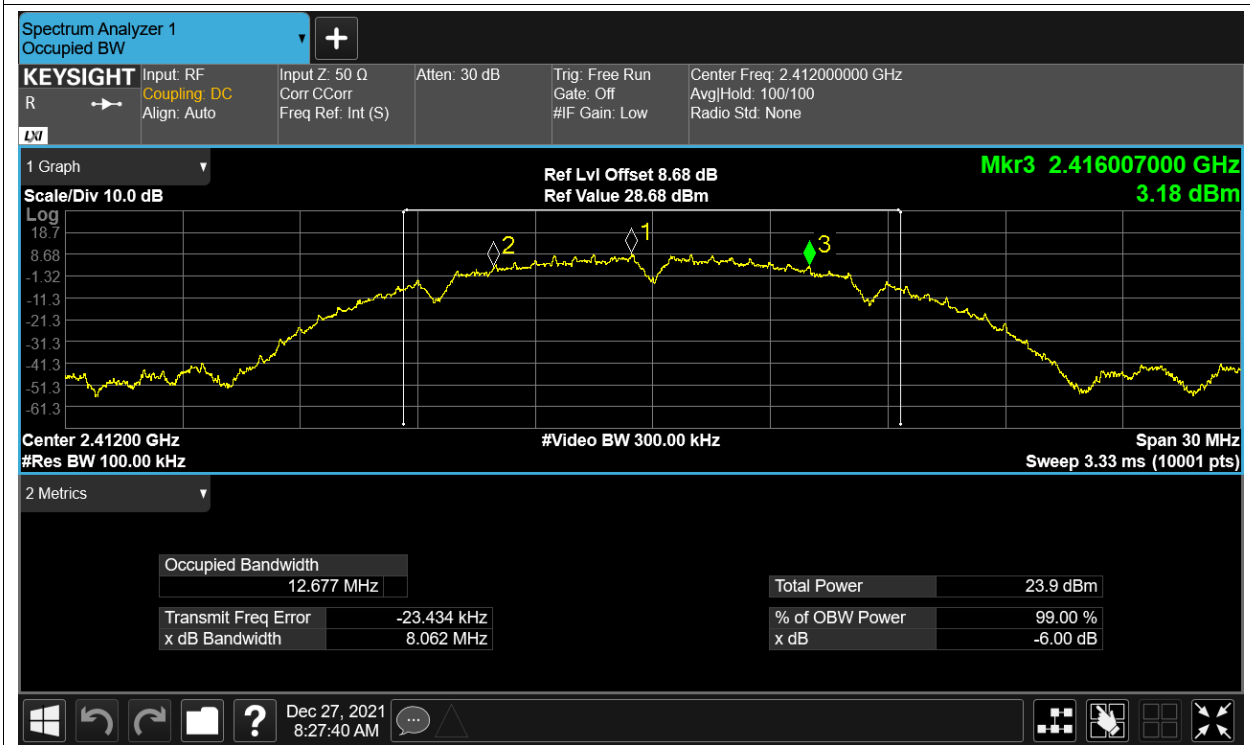 Spectrum Analyzer 1
Occupied BW
KEYSIGHT
R
LXI
Input: RF
Coupling: DC
Align: Auto
Input Z: 50 Ω
Corr CCorr
Freq Ref: Int (S)
Atten: 30 dB
Trig: Free Run
Gate: Off
#IF Gain: Low
Center Freq: 2.412000000 GHz
Avg|Hold: 100/100
Radio Std: None
1 Graph
Scale/Div 10.0 dB
Ref Lvl Offset 8.68 dB
Ref Value 28.68 dBm
Mkr3 2.416007000 GHz
3.18 dBm
Log
18.7
8.68
-1.32
-11.3
-21.3
-31.3
-41.3
-51.3
-61.3
2
1
3
Center 2.41200 GHz
#Res BW 100.00 kHz
#Video BW 300.00 kHz
Span 30 MHz
Sweep 3.33 ms (10001 pts)
2 Metrics
Occupied Bandwidth
12.677 MHz
Transmit Freq Error -23.434 kHz
x dB Bandwidth 8.062 MHz
Total Power 23.9 dBm
% of OBW Power 99.00 %
x dB -6.00 dB
?
Dec 27, 2021
8:27:40 AM